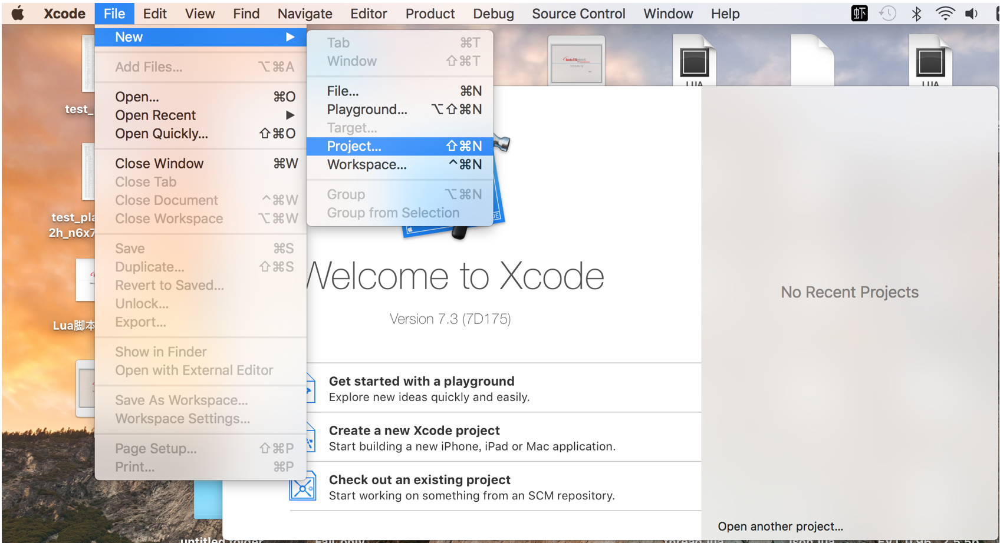 Xcode File Edit View Find Navigate Editor Product Debug Source Control Window Help 虾
New
Add Files... ⌥⌘A
Open... ⌘O
Open Recent
Open Quickly... ⇧⌘O
Close Window ⌘W
Close Tab
Close Document ^⌘W
Close Workspace ⌥⌘W
Save ⌘S
Duplicate... ⇧⌘S
Revert to Saved...
Unlock...
Export...
Show in Finder
Open with External Editor
Save As Workspace...
Workspace Settings...
Page Setup... ⇧⌘P
Print... ⌘P
Tab ⌘T
Window ⇧⌘T
File... ⌘N
Playground... ⌥⇧⌘N
Target...
Project... ⇧⌘N
Workspace... ^⌘N
Group ⌥⌘N
Group from Selection
test_
test_pla
2h_n6x7
Lua脚本
LUA
LUA
Welcome to Xcode
Version 7.3 (7D175)
Get started with a playground
Explore new ideas quickly and easily.
Create a new Xcode project
Start building a new iPhone, iPad or Mac application.
Check out an existing project
Start working on something from an SCM repository.
No Recent Projects
Open another project...
untitled folder